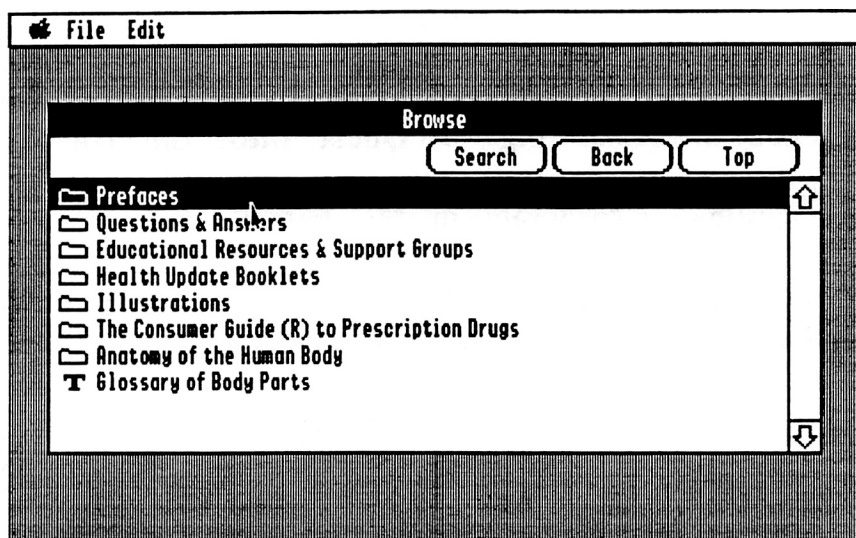 File Edit
Browse
Search Back Top
Prefaces
Questions & Answers
Educational Resources & Support Groups
Health Update Booklets
Illustrations
The Consumer Guide (R) to Prescription Drugs
Anatomy of the Human Body
T Glossary of Body Parts